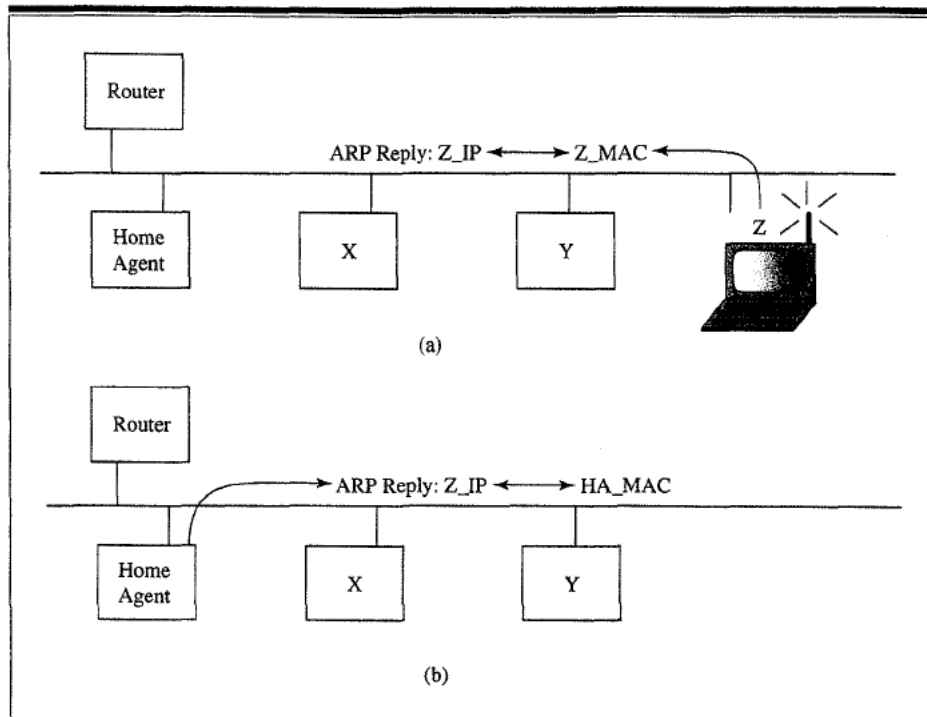 Router
ARP Reply: Z_IP Z_MAC
Home
Agent
X
Y
Z
(a)
Router
ARP Reply: Z_IP HA_MAC
Home
Agent
X
Y
(b)